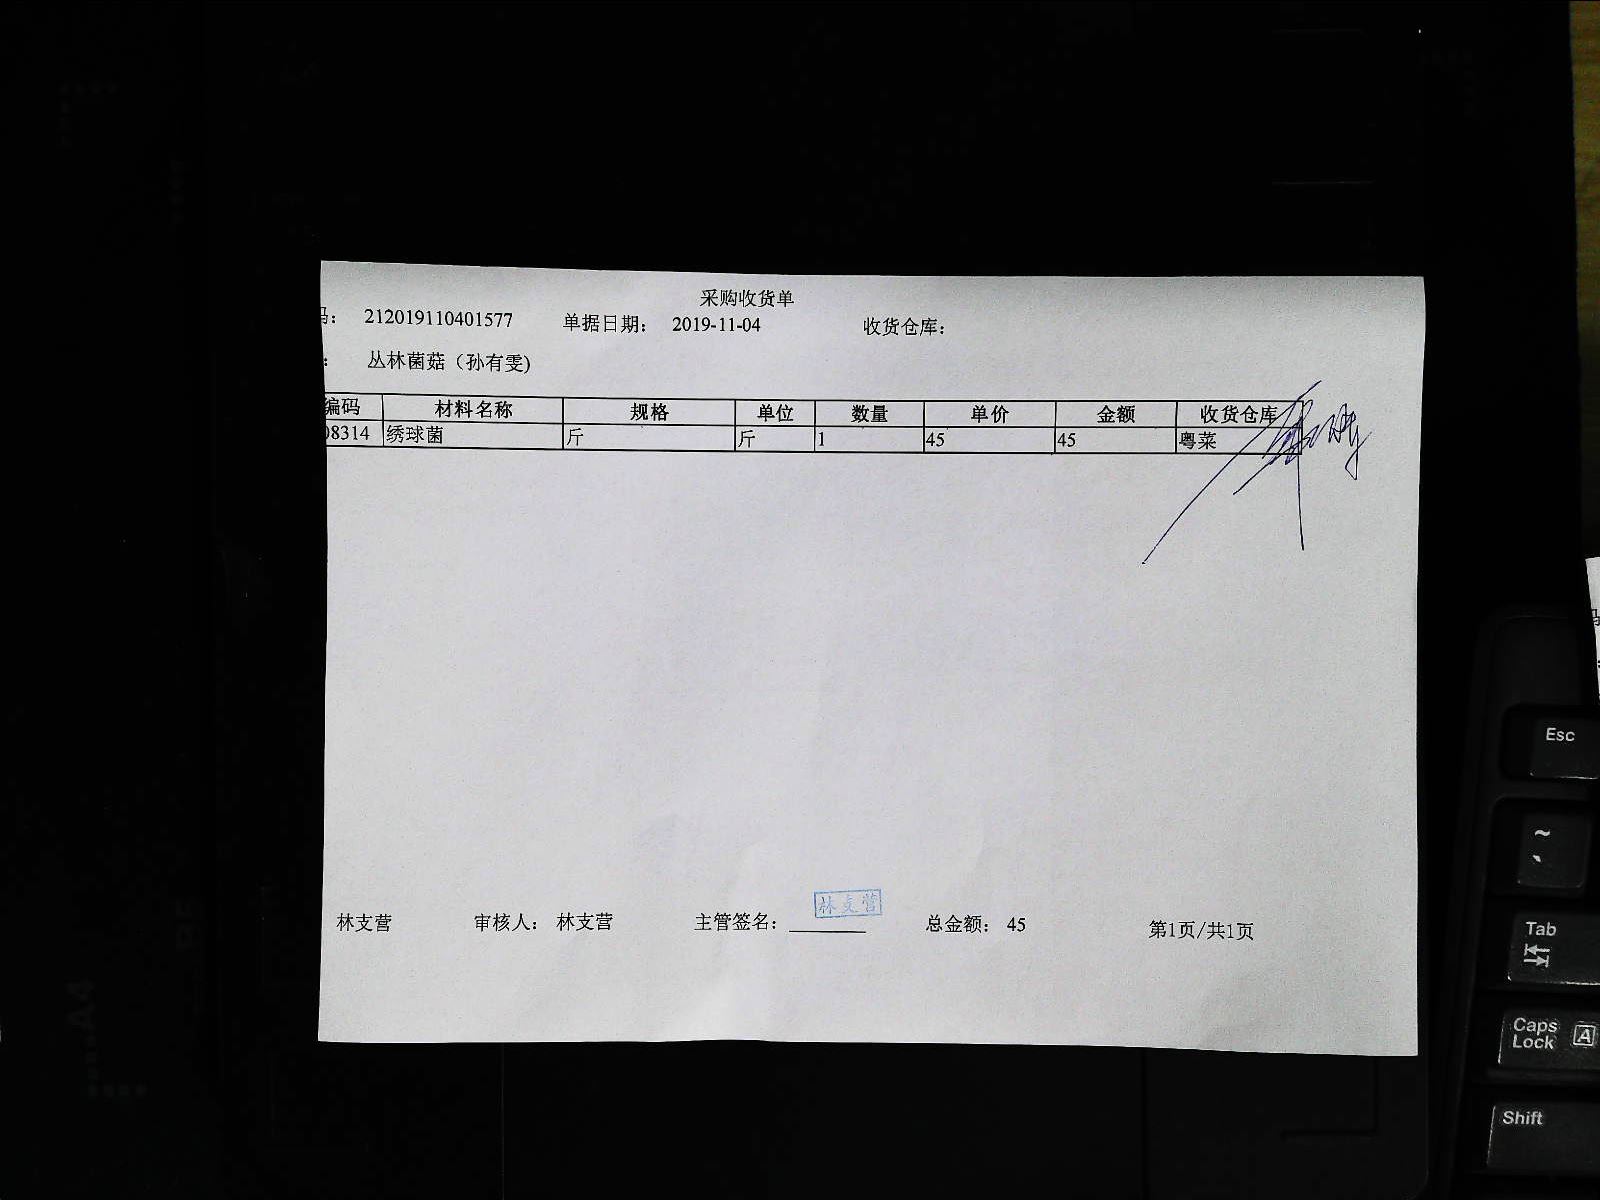 采购收货单
码： 212019110401577 单据日期： 2019-11-04 收货仓库：
： 丛林菌菇（孙有雯)
编码 材料名称 规格 单位 数量 单价 金额 收货仓库
08314 绣球菌 斤 斤 1 45 45 粤菜
林支营
林支营 审核人： 林支营 主管签名： 总金额： 45 第1页/共1页
Esc
~
Tab
Caps Lock A
Shift
A4